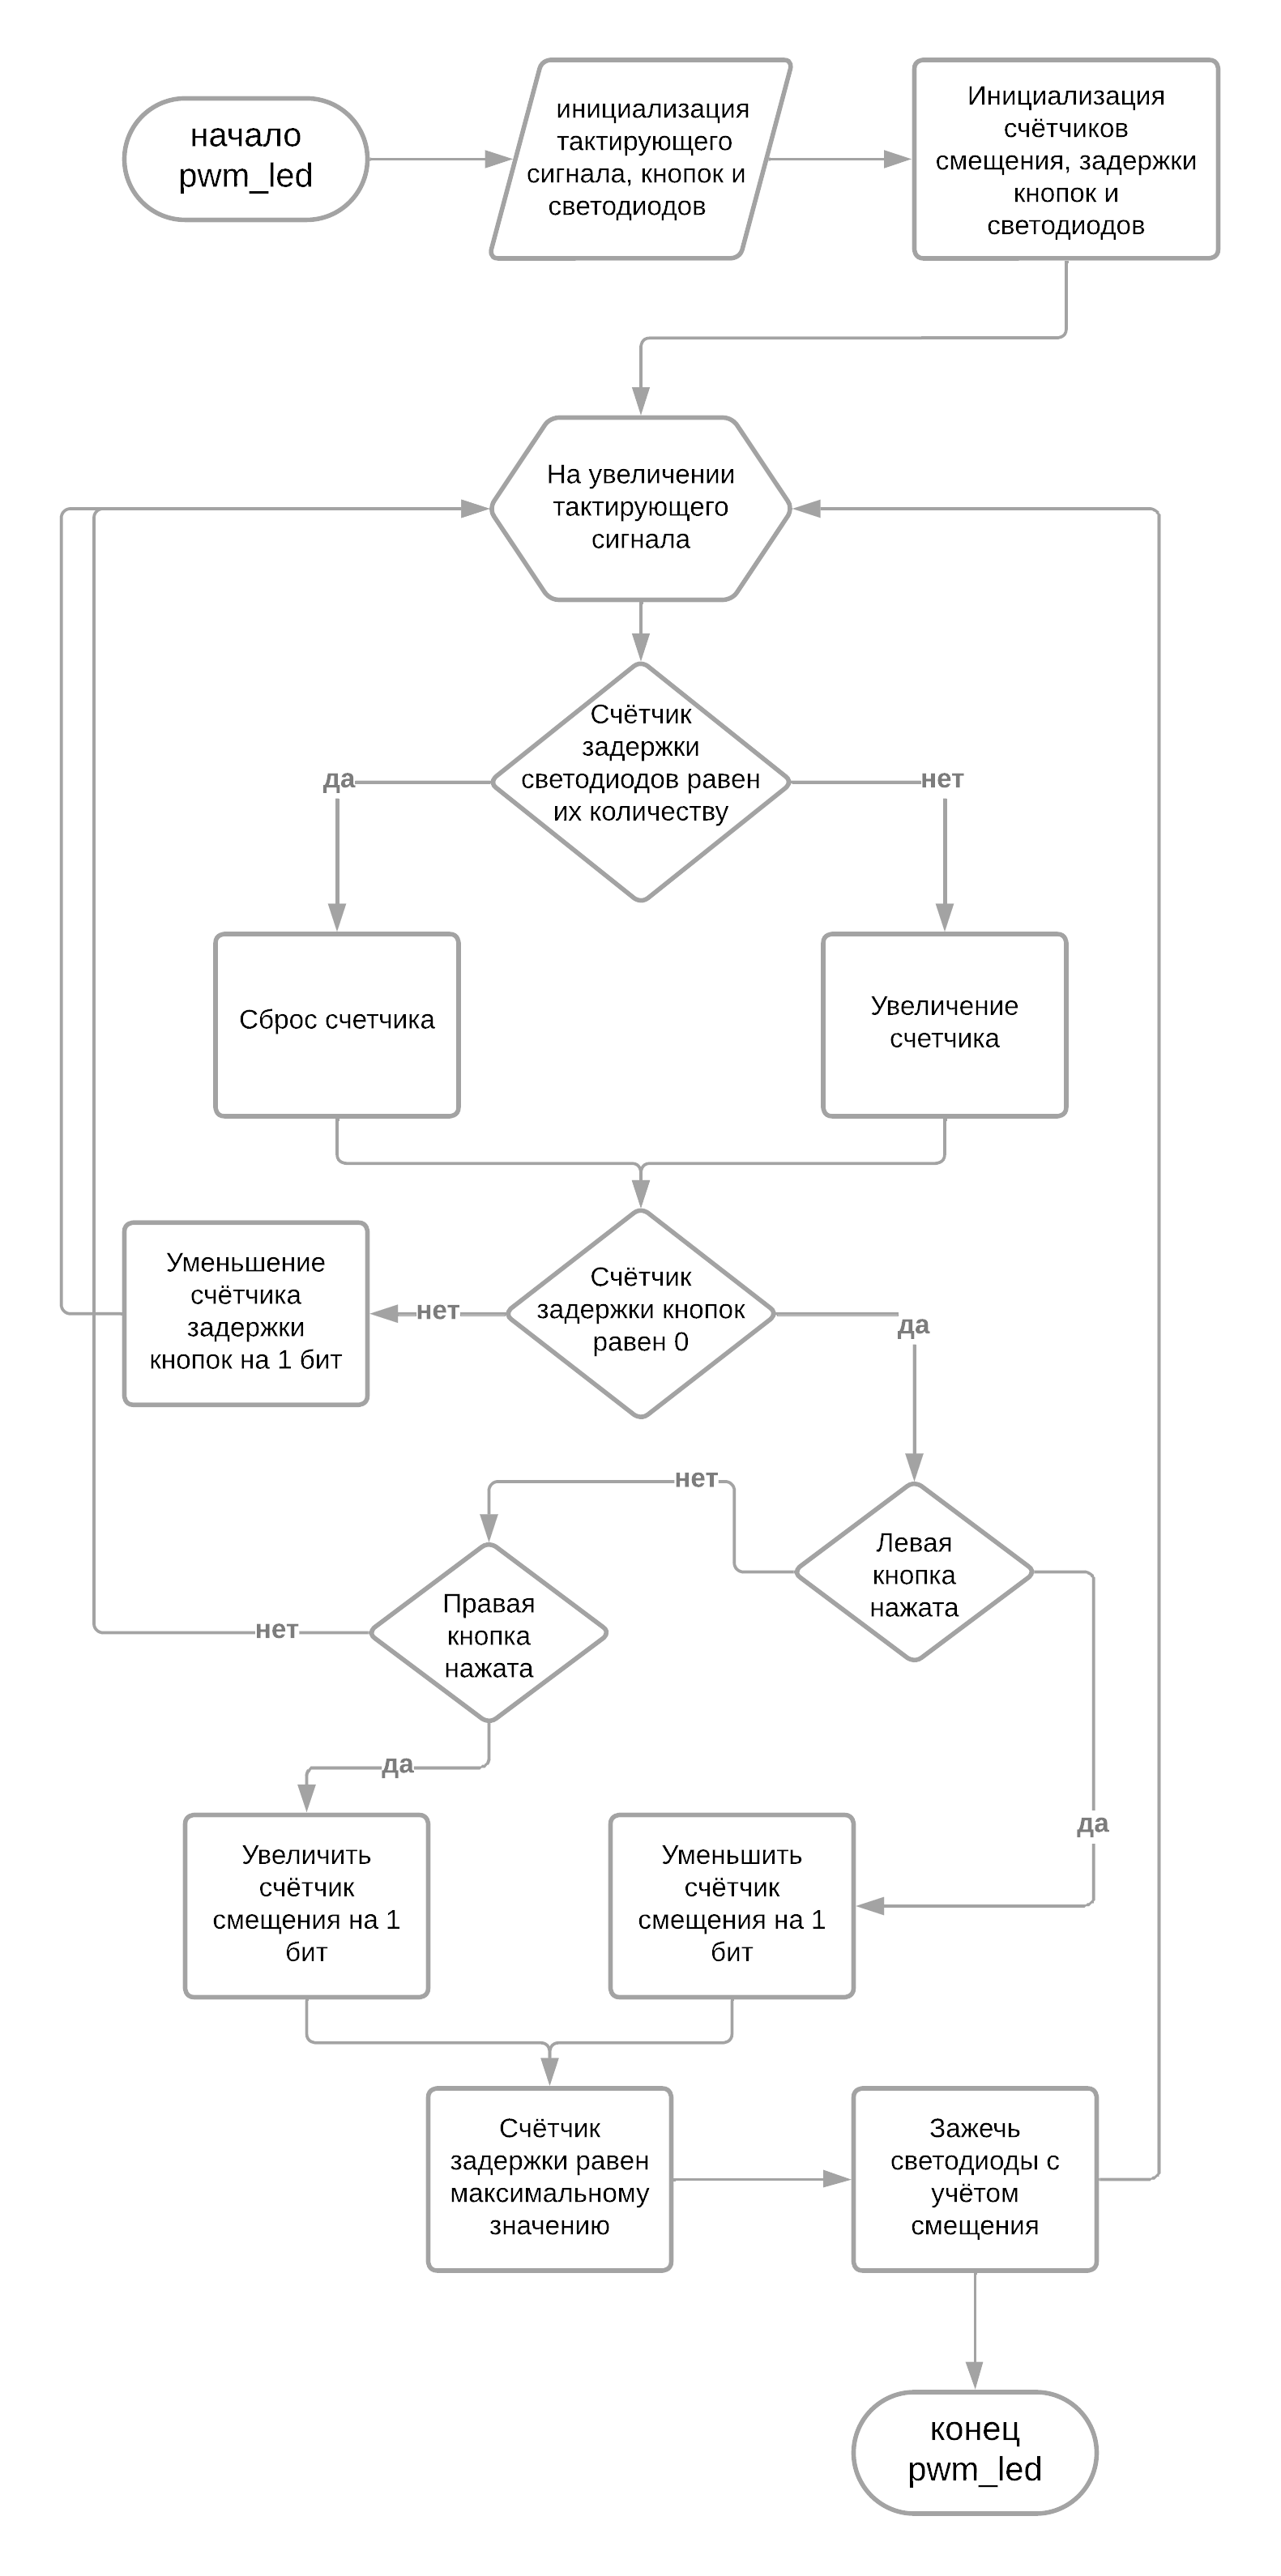 начало
pwm_led
инициализация
тактирующего
сигнала, кнопок и
светодиодов
Инициализация
счётчиков
смещения, задержки
кнопок и
светодиодов
На увеличении
тактирующего
сигнала
Счётчик
задержки
светодиодов равен
их количеству
да
нет
Сброс счетчика
Увеличение
счетчика
Уменьшение
счётчика
задержки
кнопок на 1 бит
нет
Счётчик
задержки кнопок
равен 0
да
нет
Левая
кнопка
нажата
Правая
кнопка
нажата
нет
да
да
Увеличить
счётчик
смещения на 1
бит
Уменьшить
счётчик
смещения на 1
бит
Счётчик
задержки равен
максимальному
значению
Зажечь
светодиоды с
учётом
смещения
конец
pwm_led